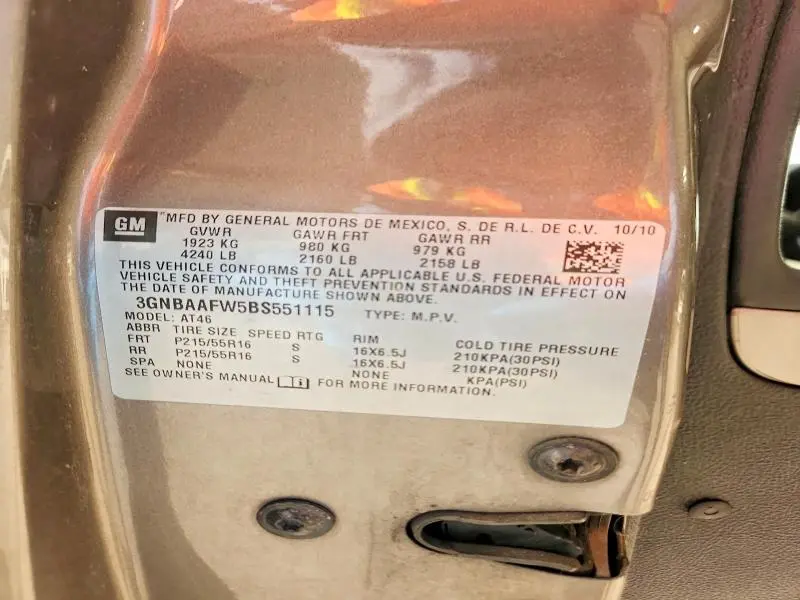 GM "MFD BY GENERAL MOTORS DE MEXICO, S. DE R.L. DE C.V. 10/10
GVWR GAWR FRT GAWR RR
1923 KG 980 KG 979 KG
4240 LB 2160 LB 2158 LB
THIS VEHICLE CONFORMS TO ALL APPLICABLE U.S. FEDERAL MOTOR
VEHICLE SAFETY AND THEFT PREVENTION STANDARDS IN EFFECT ON
THE DATE OF MANUFACTURE SHOWN ABOVE.
3GNBAAFW5BS551115 TYPE: M.P.V.
MODEL: AT46
ABBR TIRE SIZE SPEED RTG RIM COLD TIRE PRESSURE
FRT P215/55R16 S 16X6.5J 210KPA(30PSI)
RR P215/55R16 S 16X6.5J 210KPA(30PSI)
SPA NONE NONE KPA(PSI)
SEE OWNER'S MANUAL i FOR MORE INFORMATION.